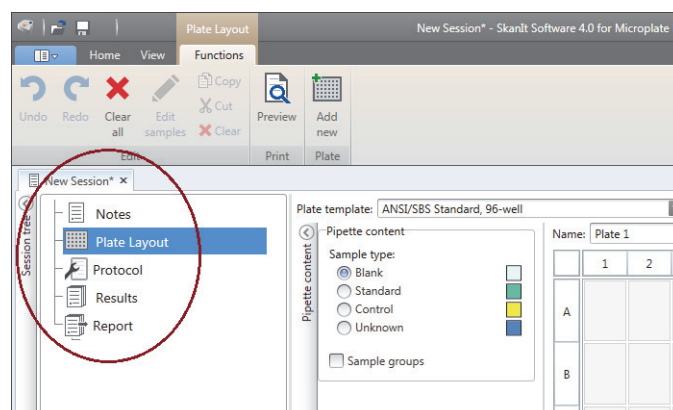 Plate Layout
New Session* - SkanIt Software 4.0 for Microplate
Home View Functions
Undo
Redo
Clear all
Edit samples
Copy
Cut
Clear
Preview
Add new
Edit
Print
Plate
New Session*
Session tree
Notes
Plate Layout
Protocol
Results
Report
Plate template: ANSI/SBS Standard, 96-well
Pipette content
Pipette content
Sample type:
Blank
Standard
Control
Unknown
Sample groups
Name: Plate 1
1 2
A
B